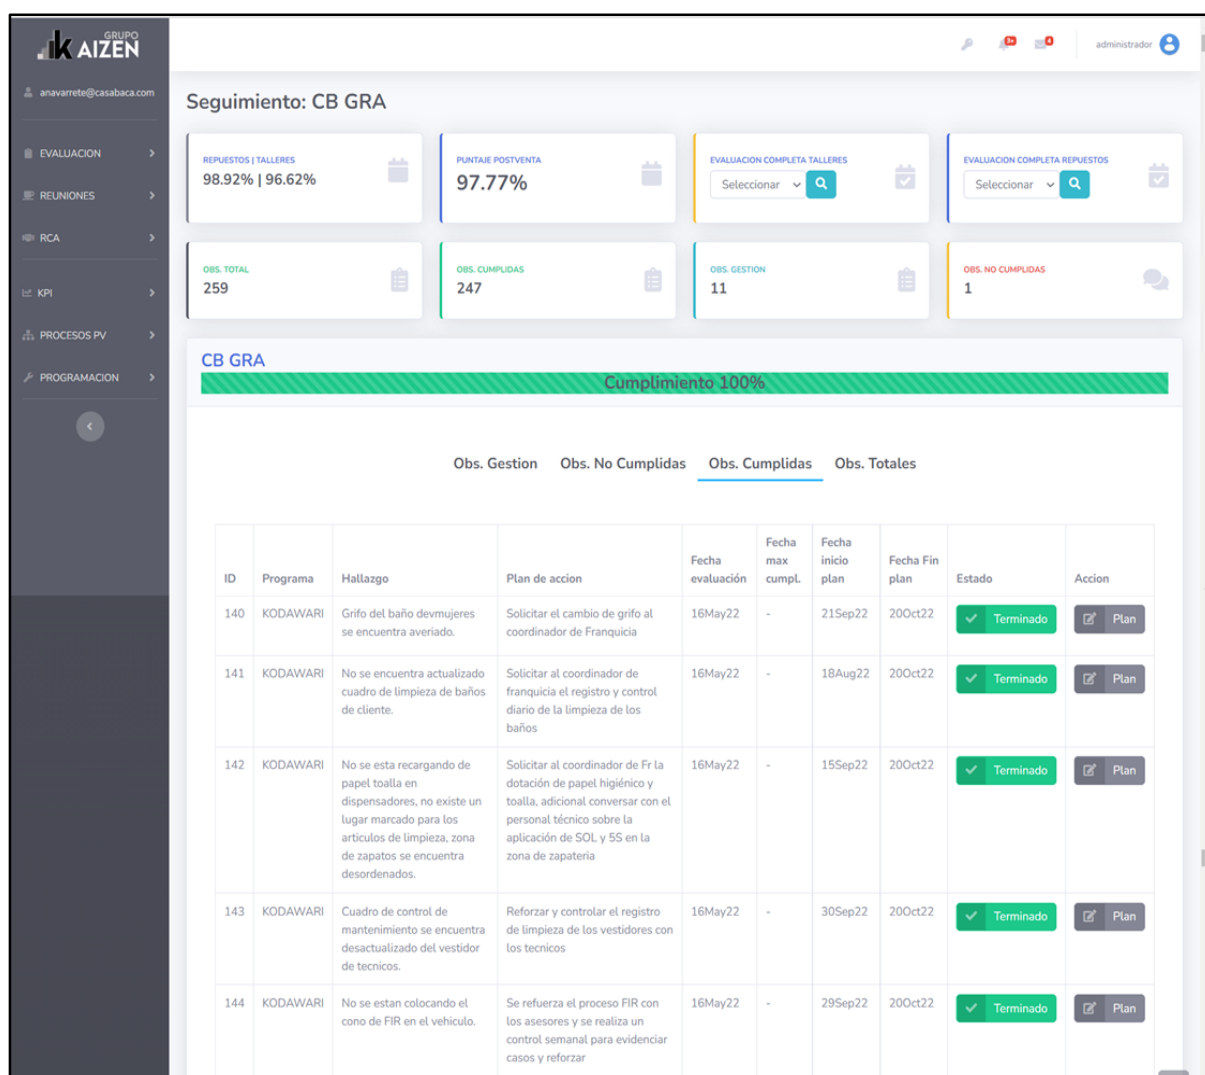 GRUPO
KAIZEN
anavarrete@casabaca.com
EVALUACION
REUNIONES
RCA
KPI
PROCESOS PV
PROGRAMACION
3+
4
administrador
Seguimiento: CB GRA
REPUESTOS | TALLERES
98.92% | 96.62%
PUNTAJE POSTVENTA
97.77%
EVALUACION COMPLETA TALLERES
Seleccionar
EVALUACION COMPLETA REPUESTOS
Seleccionar
OBS. TOTAL
259
OBS. CUMPLIDAS
247
OBS. GESTION
11
OBS. NO CUMPLIDAS
1
CB GRA
Cumplimiento 100%
Obs. Gestion Obs. No Cumplidas Obs. Cumplidas Obs. Totales
ID Programa Hallazgo Plan de accion Fecha evaluación Fecha max cumpl. Fecha inicio plan Fecha Fin plan Estado Accion
140 KODAWARI
Grifo del baño devmujeres
se encuentra averiado.
Solicitar el cambio de grifo al
coordinador de Franquicia
16May22 - 21Sep22 20Oct22 Terminado Plan
141 KODAWARI
No se encuentra actualizado
cuadro de limpieza de baños
de cliente.
Solicitar al coordinador de
franquicia el registro y control
diario de la limpieza de los
baños
16May22 - 18Aug22 20Oct22 Terminado Plan
142 KODAWARI
No se esta recargando de
papel toalla en
dispensadores, no existe un
lugar marcado para los
articulos de limpieza, zona
de zapatos se encuentra
desordenados.
Solicitar al coordinador de Fr la
dotación de papel higiénico y
toalla, adicional conversar con el
personal técnico sobre la
aplicación de SOL y 5S en la
zona de zapateria
16May22 - 15Sep22 20Oct22 Terminado Plan
143 KODAWARI
Cuadro de control de
mantenimiento se encuentra
desactualizado del vestidor
de tecnicos.
Reforzar y controlar el registro
de limpieza de los vestidores con
los tecnicos
16May22 - 30Sep22 20Oct22 Terminado Plan
144 KODAWARI
No se estan colocando el
cono de FIR en el vehiculo.
Se refuerza el proceso FIR con
los asesores y se realiza un
control semanal para evidenciar
casos y reforzar
16May22 - 29Sep22 20Oct22 Terminado Plan